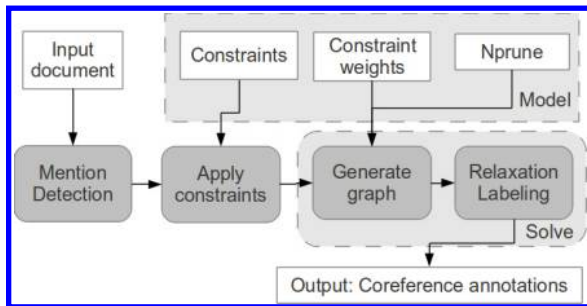 Input
document
Constraints
Constraint
weights
Nprune
Model
Mention
Detection
Apply
constraints
Generate
graph
Relaxation
Labeling
Solve
Output: Coreference annotations